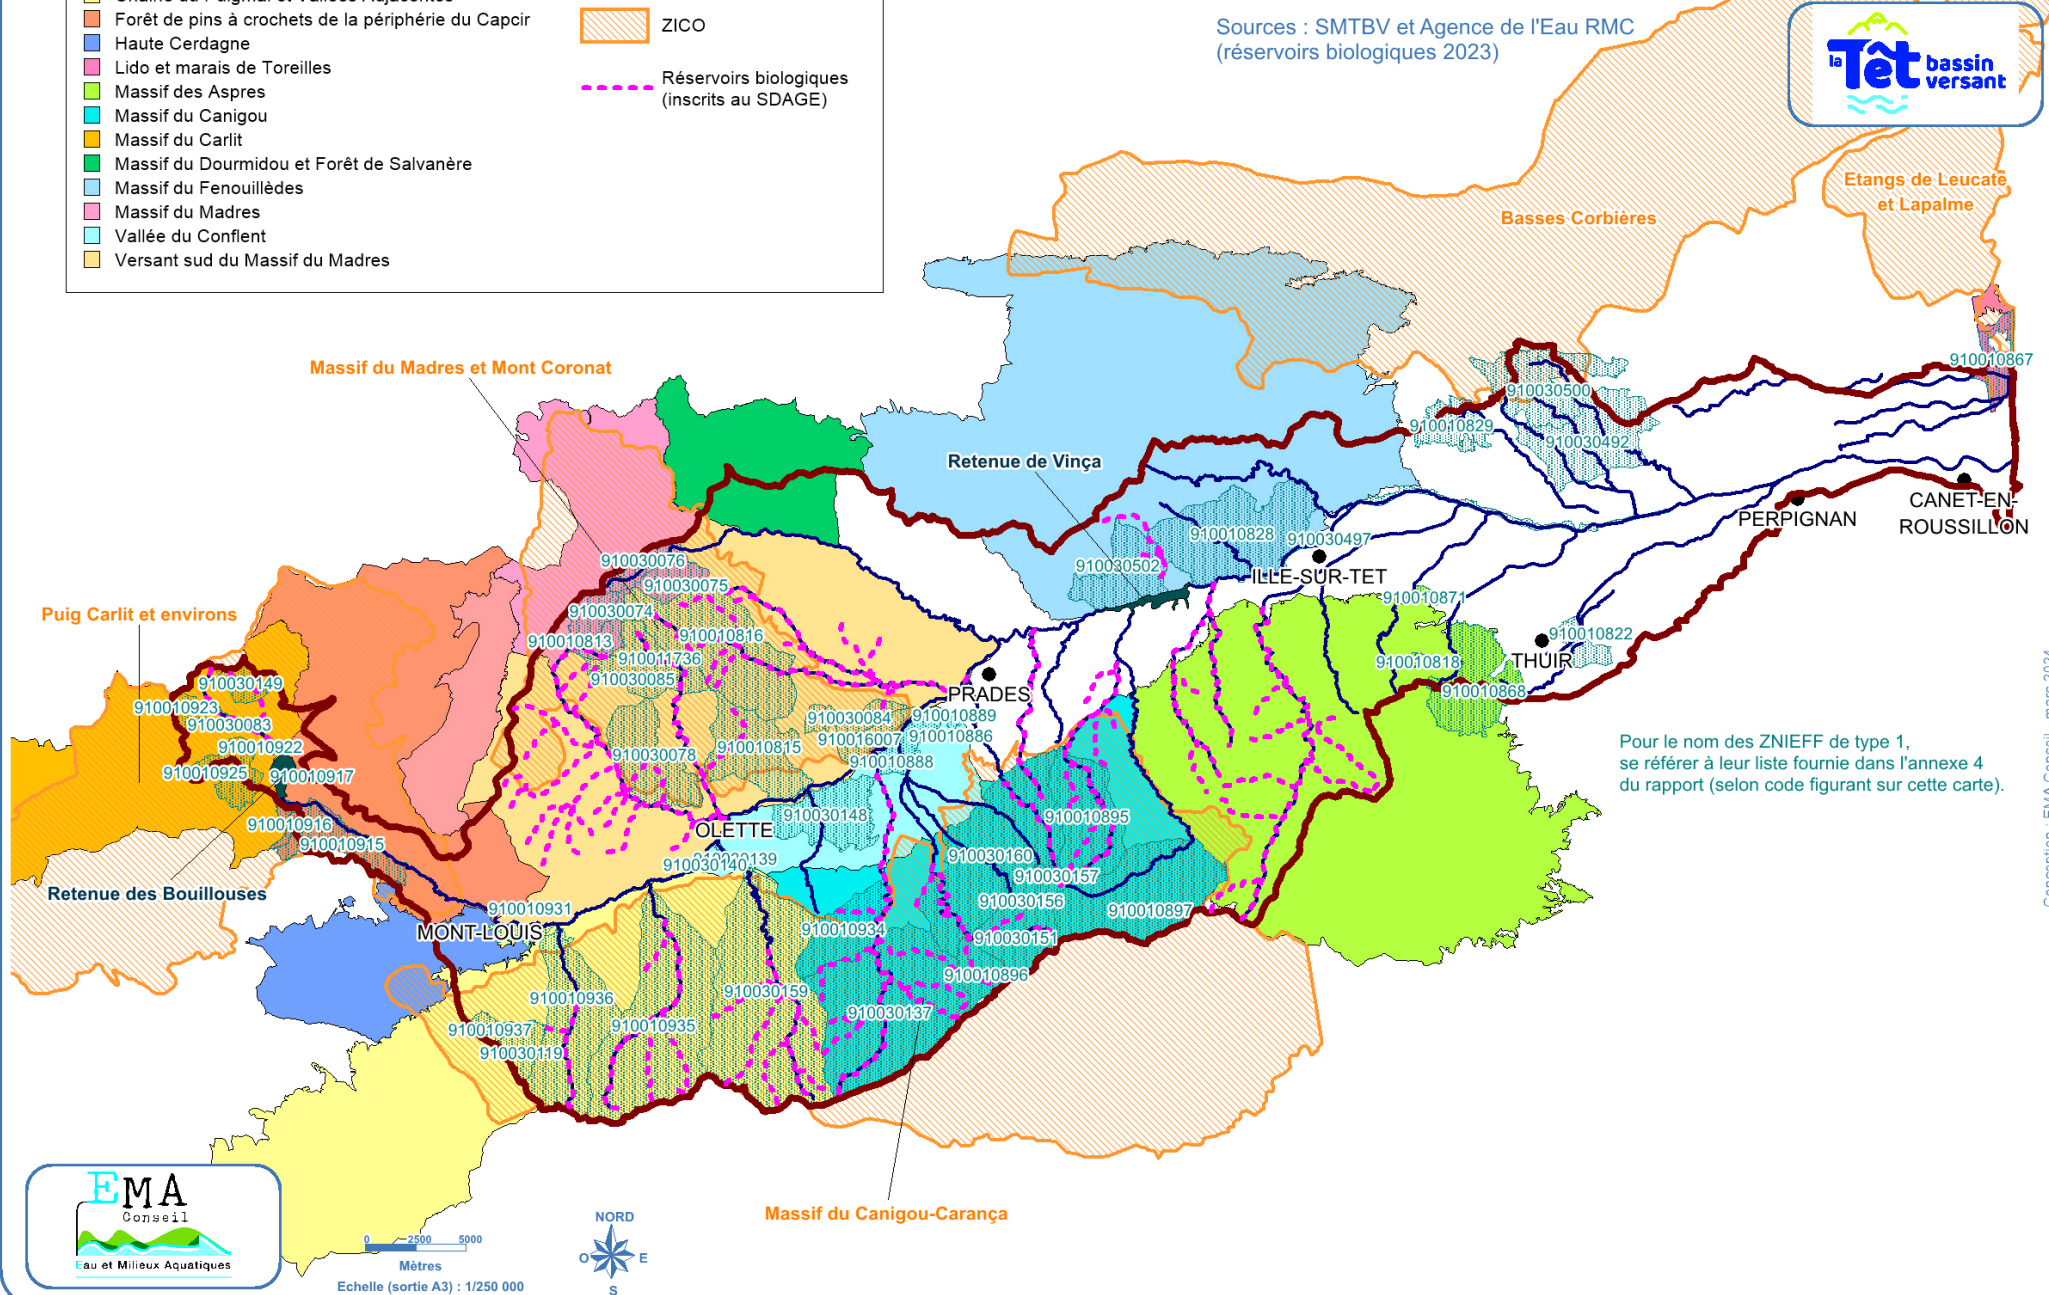 Forêt de pins à crochets de la périphérie du Capcir
Haute Cerdagne
Lido et marais de Toreilles
Massif des Aspres
Massif du Canigou
Massif du Carlit
Massif du Dourmidou et Forêt de Salvanère
Massif du Fenouillèdes
Massif du Madres
Vallée du Conflent
Versant sud du Massif du Madres
ZICO
Réservoirs biologiques
(inscrits au SDAGE)
Sources : SMTBV et Agence de l'Eau RMC
(réservoirs biologiques 2023)
la Têt bassin
versant
Etangs de Leucate
et Lapalme
Basses Corbières
Massif du Madres et Mont Coronat
910010867
910030500
910010829
910030492
Retenue de Vinça
CANET-EN-
ROUSSILLON
PERPIGNAN
910010828
910030497
910030502
ILLE-SUR-TET
910030076
910030075
910030074
910010871
Puig Carlit et environs
910010813
910010816
910010822
910011736
910030085
910010818
THUIR
910010868
910030149
910010923
910030083
PRADES
910030084
910010889
910016007
910010886
910010922
910030078
910010815
910010888
910010925
910010917
Pour le nom des ZNIEFF de type 1,
se référer à leur liste fournie dans l'annexe 4
du rapport (selon code figurant sur cette carte).
910010916
910010915
OLETTE
910030148
910010895
910030140
910030160
910030157
Retenue des Bouillouses
910030156
910010897
910010931
MONT-LOUIS
910010934
910030151
910010896
910010936
910030159
910030137
910010937
910010935
910030119
Massif du Canigou-Carança
EMA
Conseil
Eau et Milieux Aquatiques
0 2500 5000
Mètres
Echelle (sortie A3) : 1/250 000
NORD
O E
S